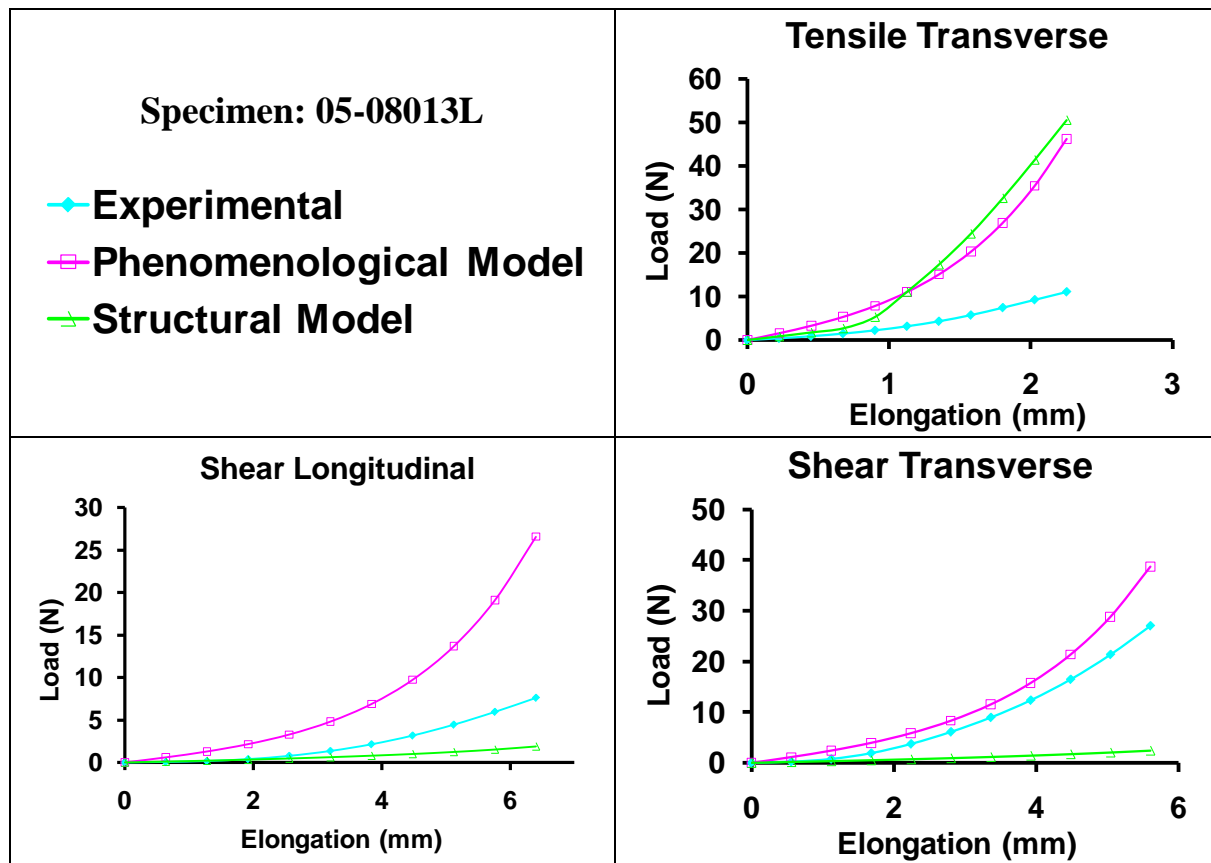 Specimen: 05-08013L
Experimental
Phenomenological Model
Structural Model
Tensile Transverse
60
50
40
30
20
10
0
Load (N)
0 1 2 3
Elongation (mm)
Shear Longitudinal
30
25
20
15
10
5
0
Load (N)
0 2 4 6
Elongation (mm)
Shear Transverse
50
40
30
20
10
0
Load (N)
0 2 4 6
Elongation (mm)